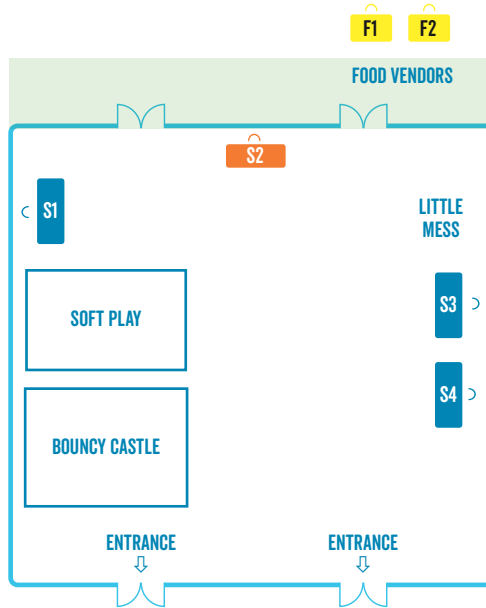 F1
F2
FOOD VENDORS
S2
S1
LITTLE
MESS
SOFT PLAY
S3
S4
BOUNCY CASTLE
ENTRANCE
ENTRANCE